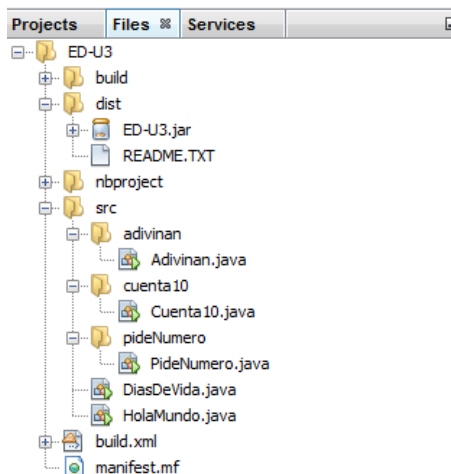 Projects Files Services
ED-U3
build
dist
ED-U3.jar
README.TXT
nbproject
src
adivinan
Adivinan.java
cuenta10
Cuenta10.java
pideNumero
PideNumero.java
DiasDeVida.java
HolaMundo.java
build.xml
manifest.mf